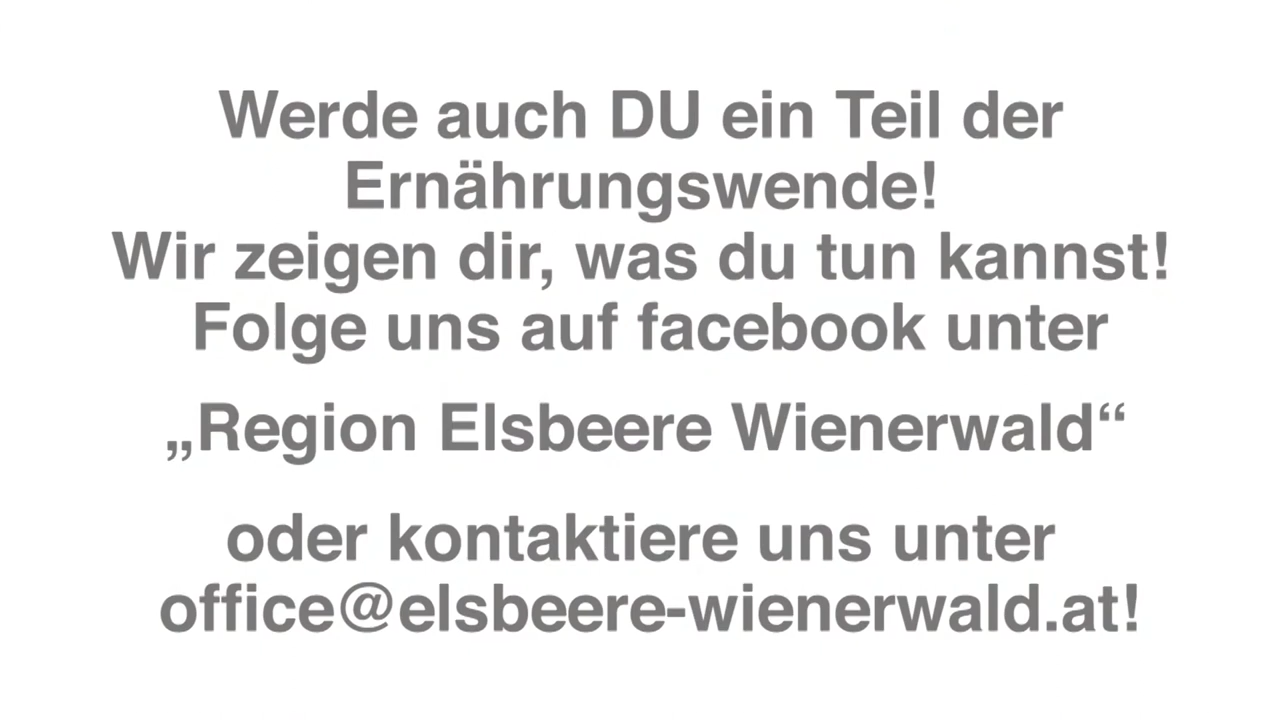 Werde auch DU ein Teil der
Ernährungswende!
Wir zeigen dir, was du tun kannst!
Folge uns auf facebook unter
„Region Elsbeere Wienerwald“
oder kontaktiere uns unter
office@elsbeere-wienerwald.at!